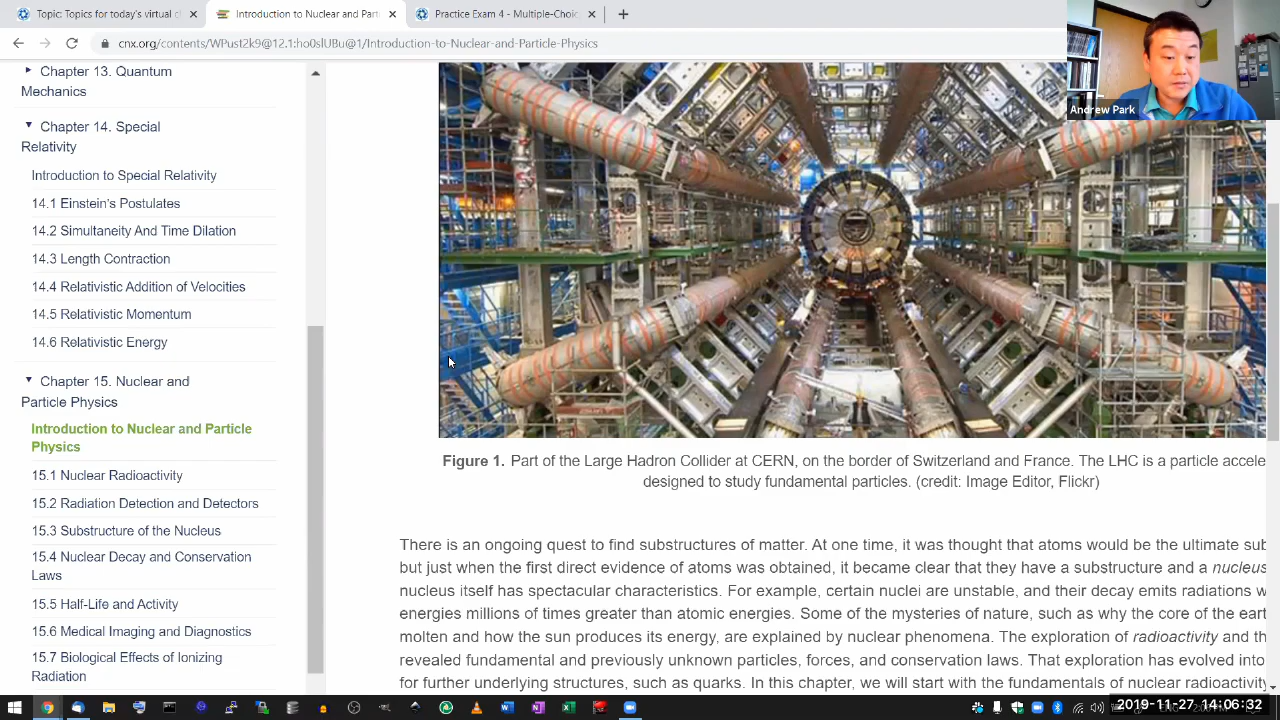 Topic: Topics for today's virtual cl
Introduction to Nuclear and Part
Practice Exam 4 - Multiple-Choic
cnx.org/contents/WPust2k9@12.1:ho0slUBu@1/Introduction-to-Nuclear-and-Particle-Physics
Andrew Park
Chapter 13. Quantum
Mechanics
Chapter 14. Special
Relativity
Introduction to Special Relativity
14.1 Einstein's Postulates
14.2 Simultaneity And Time Dilation
14.3 Length Contraction
14.4 Relativistic Addition of Velocities
14.5 Relativistic Momentum
14.6 Relativistic Energy
Chapter 15. Nuclear and
Particle Physics
Introduction to Nuclear and Particle
Physics
15.1 Nuclear Radioactivity
15.2 Radiation Detection and Detectors
15.3 Substructure of the Nucleus
15.4 Nuclear Decay and Conservation
Laws
15.5 Half-Life and Activity
15.6 Medical Imaging and Diagnostics
15.7 Biological Effects of Ionizing
Radiation
Figure 1. Part of the Large Hadron Collider at CERN, on the border of Switzerland and France. The LHC is a particle accele
designed to study fundamental particles. (credit: Image Editor, Flickr)
There is an ongoing quest to find substructures of matter. At one time, it was thought that atoms would be the ultimate sub
but just when the first direct evidence of atoms was obtained, it became clear that they have a substructure and a nucleus
nucleus itself has spectacular characteristics. For example, certain nuclei are unstable, and their decay emits radiations w
energies millions of times greater than atomic energies. Some of the mysteries of nature, such as why the core of the eart
molten and how the sun produces its energy, are explained by nuclear phenomena. The exploration of radioactivity and th
revealed fundamental and previously unknown particles, forces, and conservation laws. That exploration has evolved into
for further underlying structures, such as quarks. In this chapter, we will start with the fundamentals of nuclear radioactivity
2019-11-27 14:06:32